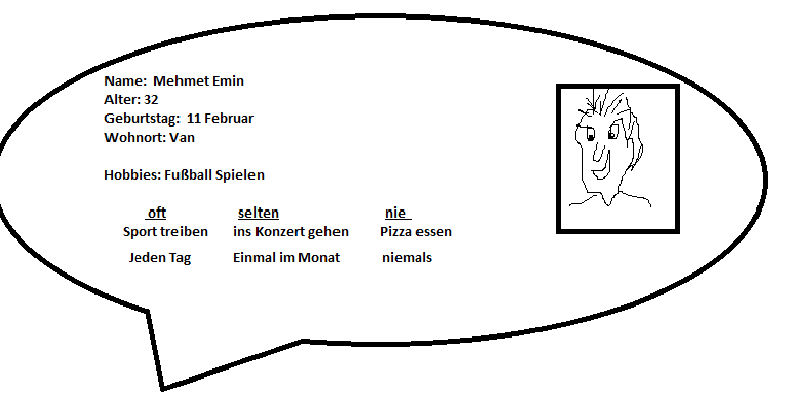 Name: Mehmet Emin
Alter: 32
Geburtstag: 11 Februar
Wohnort: Van
Hobbies: Fußball Spielen
oft selten nie
Sport treiben ins Konzert gehen Pizza essen
Jeden Tag Einmal im Monat niemals